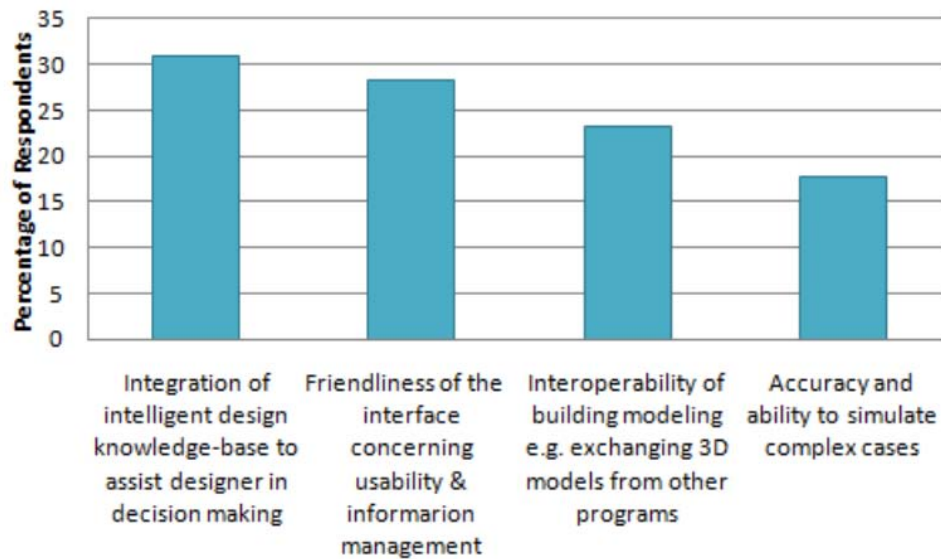 Percentage of Respondents
35
30
25
20
15
10
5
0
Integration of
intelligent design
knowledge-base to
assist designer in
decision making
Friendliness of the
interface
concerning
usability &
informarion
management
Interoperability of
building modeling
e.g. exchanging 3D
models from other
programs
Accuracy and
ability to simulate
complex cases